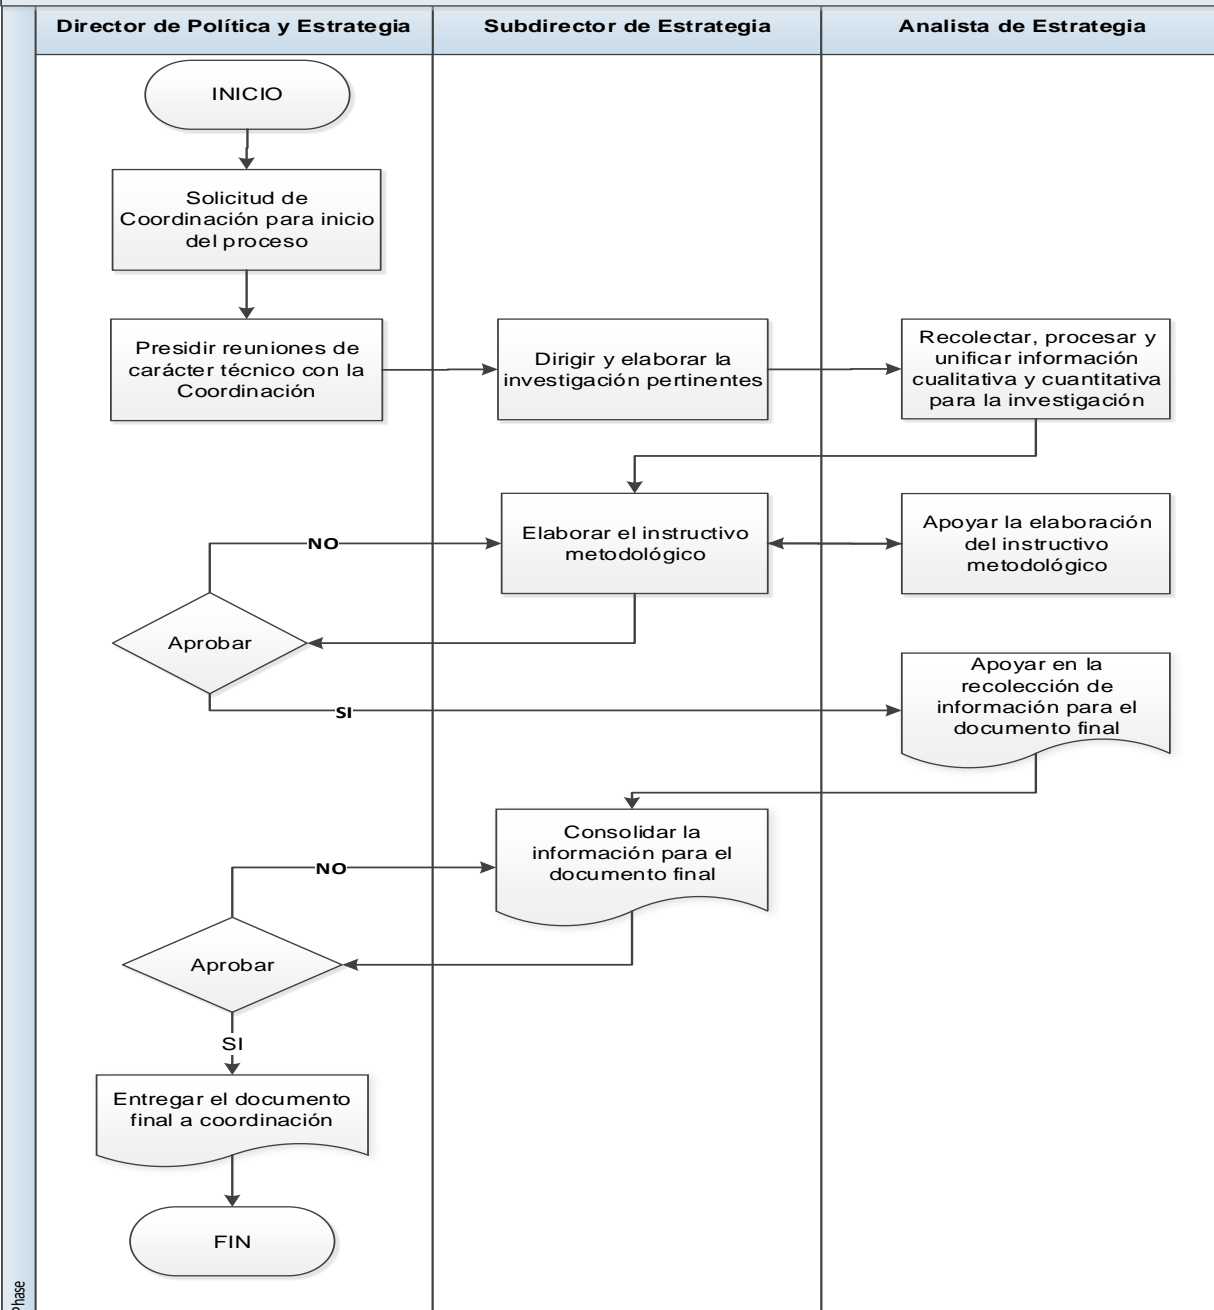 Director de Política y Estrategia
Subdirector de Estrategia
Analista de Estrategia
INICIO
Solicitud de
Coordinación para inicio
del proceso
Presidir reuniones de
carácter técnico con la
Coordinación
Dirigir y elaborar la
investigación pertinentes
Recolectar, procesar y
unificar información
cualitativa y cuantitativa
para la investigación
Elaborar el instructivo
metodológico
Apoyar la elaboración
del instructivo
metodológico
NO
Aprobar
SI
Apoyar en la
recolección de
información para el
documento final
Consolidar la
información para el
documento final
NO
Aprobar
SI
Entregar el documento
final a coordinación
FIN
Phase